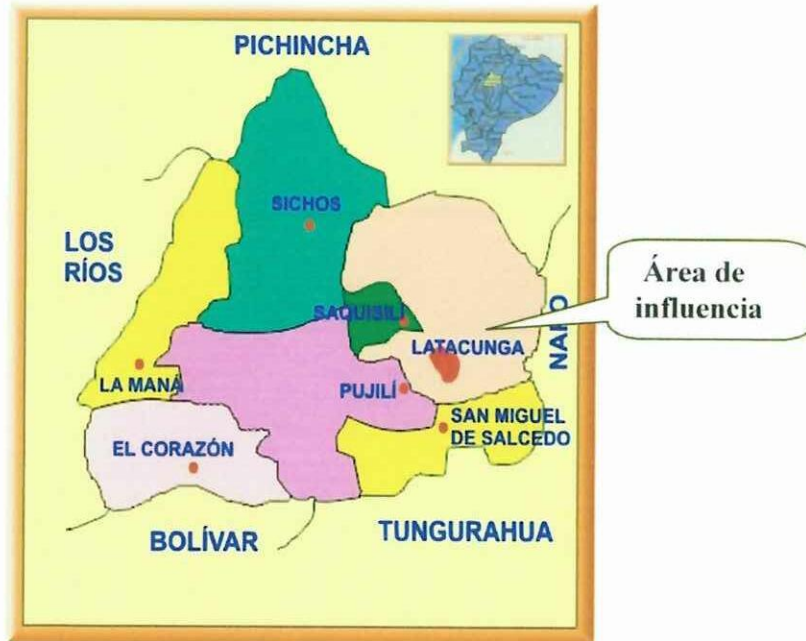 PICHINCHA
SICHOS
LOS
RÍOS
SAQUISILÍ
Área de
influencia
NAPO
LATACUNGA
LA MANÁ
PUJILÍ
SAN MIGUEL
DE SALCEDO
EL CORAZÓN
BOLÍVAR
TUNGURAHUA